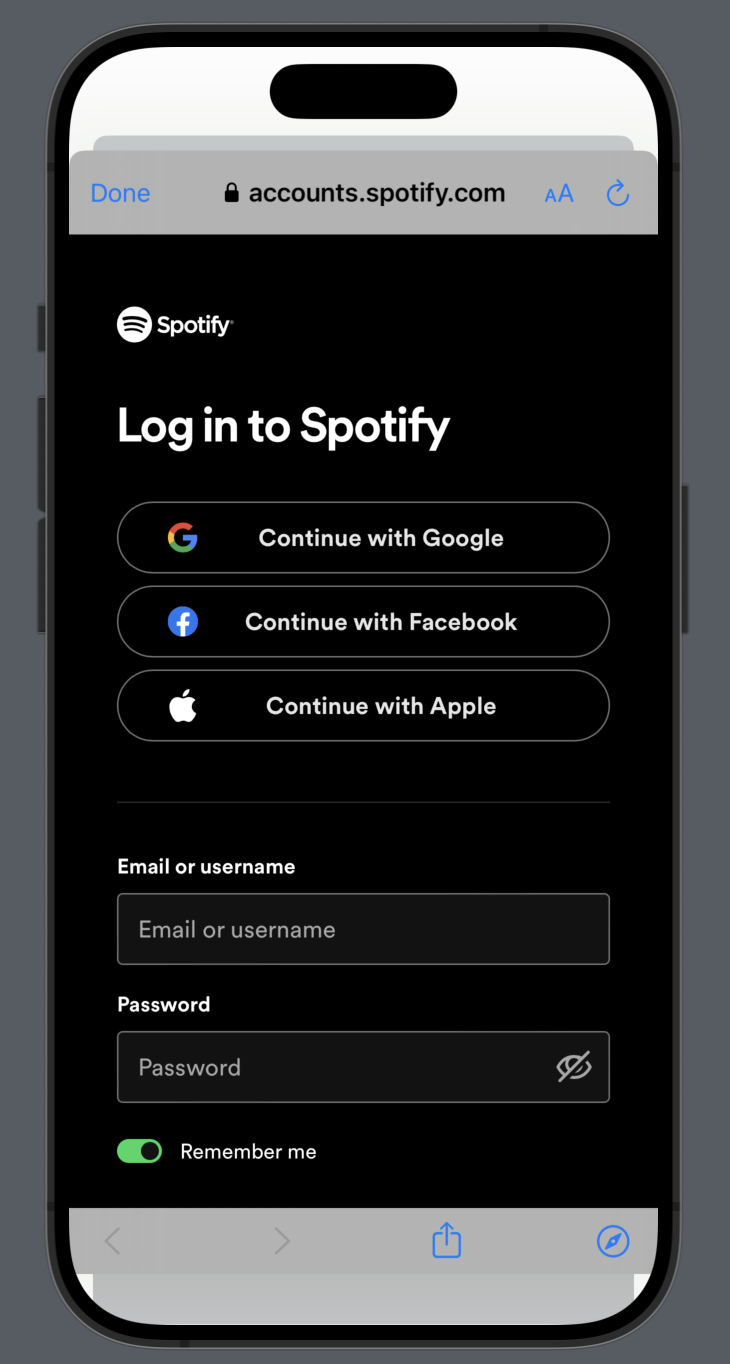 Done accounts.spotify.com AA
Spotify
Log in to Spotify
Continue with Google
Continue with Facebook
Continue with Apple
Email or username
Email or username
Password
Password
Remember me